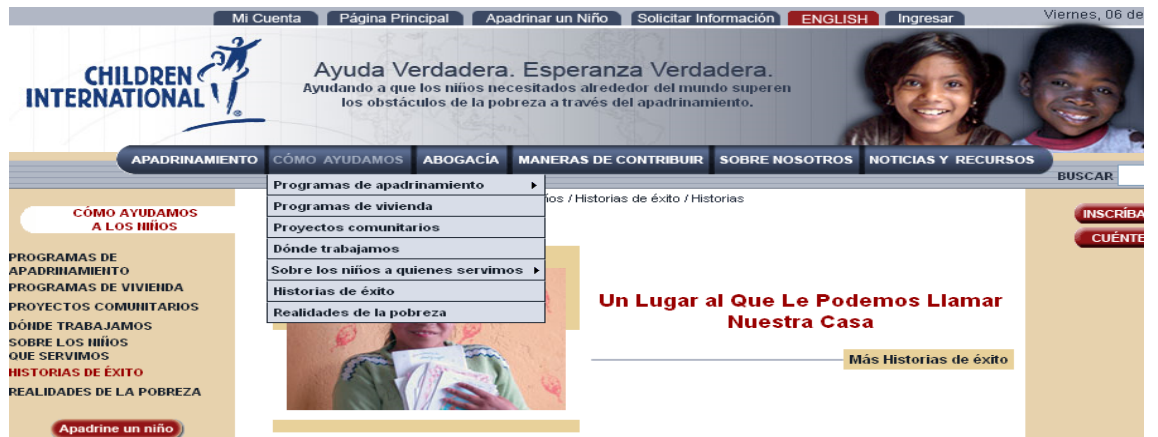 Mi Cuenta
Página Principal
Apadrinar un Niño
Solicitar Información
ENGLISH
Ingresar
Viernes, 06 de
CHILDREN
INTERNATIONAL
Ayuda Verdadera. Esperanza Verdadera.
Ayudando a que los niños necesitados alrededor del mundo superen
los obstáculos de la pobreza a través del apadrinamiento.
APADRINAMIENTO
CÓMO AYUDAMOS
ABOGACÍA
MANERAS DE CONTRIBUIR
SOBRE NOSOTROS
NOTICIAS Y RECURSOS
BUSCAR
Programas de apadrinamiento
Programas de vivienda
Proyectos comunitarios
Dónde trabajamos
Sobre los niños a quienes servimos
Historias de éxito
Realidades de la pobreza
/ Historias de éxito / Historias
CÓMO AYUDAMOS
A LOS NIÑOS
PROGRAMAS DE
APADRINAMIENTO
PROGRAMAS DE VIVIENDA
PROYECTOS COMUNITARIOS
DÓNDE TRABAJAMOS
SOBRE LOS NIÑOS
QUE SERVIMOS
HISTORIAS DE ÉXITO
REALIDADES DE LA POBREZA
Apadrine un niño
Un Lugar al Que Le Podemos Llamar
Nuestra Casa
Más Historias de éxito
INSCRÍBA
CUÉNTE